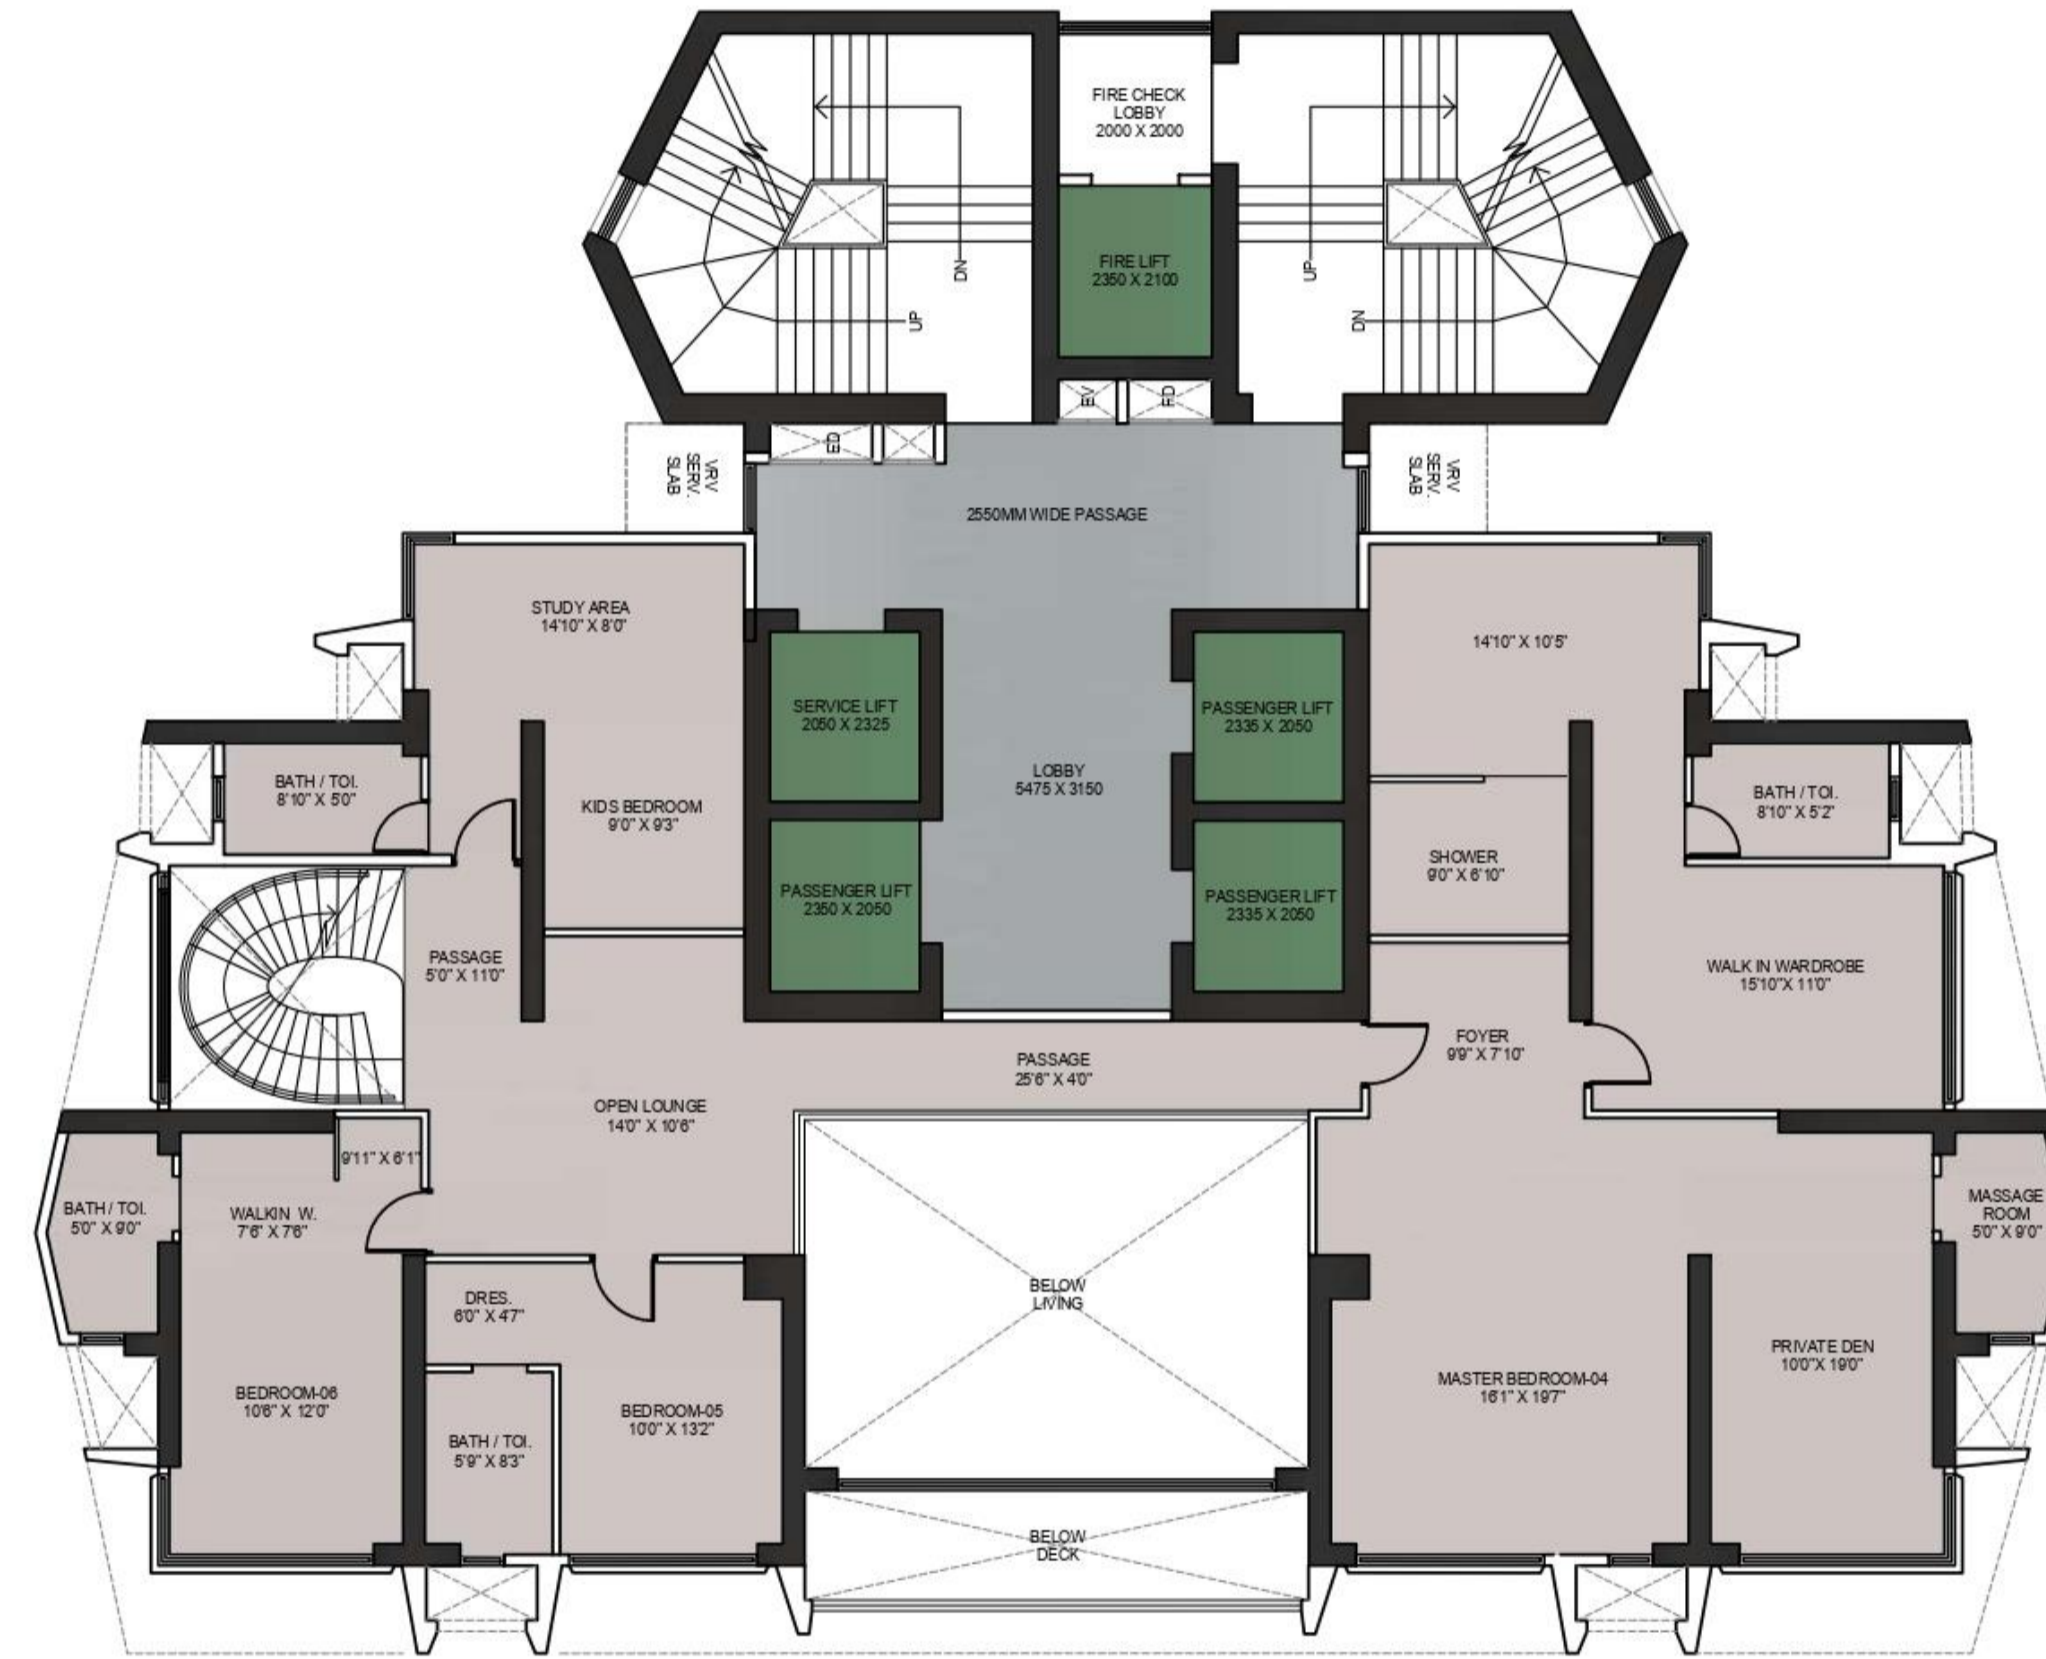 FIRE CHECK
LOBBY
2000 X 2000
FIRE LIFT
2350 X 2100
DN
UP
UP
DN
EV
FD
ED
VRV
SERV.
SLAB
VRV
SERV.
SLAB
2550MM WIDE PASSAGE
STUDY AREA
14'10" X 8'0"
14'10" X 10'5"
SERVICE LIFT
2050 X 2325
PASSENGER LIFT
2335 X 2050
LOBBY
5475 X 3150
BATH / TOI.
8'10" X 5'0"
KIDS BEDROOM
9'0" X 9'3"
BATH / TOI.
8'10" X 5'2"
SHOWER
9'0" X 6'10"
PASSENGER LIFT
2350 X 2050
PASSENGER LIFT
2335 X 2050
PASSAGE
5'0" X 11'0"
WALK IN WARDROBE
15'10"X 11'0"
FOYER
9'9" X 7'10"
PASSAGE
25'6" X 4'0"
OPEN LOUNGE
14'0" X 10'6"
9'11" X 6'1"
BATH / TOI.
5'0" X 9'0"
WALKIN W.
7'6" X 7'6"
MASSAGE
ROOM
5'0" X 9'0"
DRES.
6'0" X 4'7"
BELOW
LIVING
PRIVATE DEN
10'0"X 19'0"
BEDROOM-06
10'6" X 12'0"
BEDROOM-05
10'0" X 13'2"
MASTER BEDROOM-04
16'1" X 19'7"
BATH / TOI.
5'9" X 8'3"
BELOW
DECK